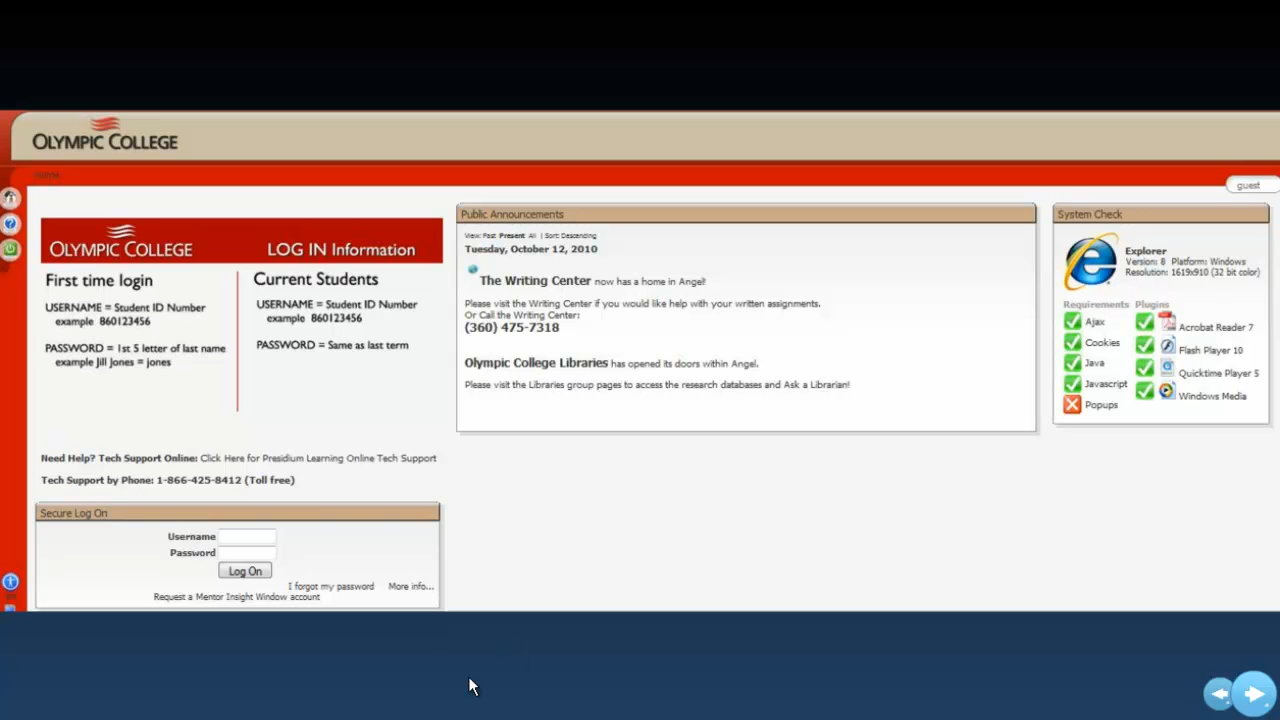 OLYMPIC COLLEGE
Home
guest
OLYMPIC COLLEGE LOG IN Information
First time login
USERNAME = Student ID Number
example 860123456
PASSWORD = 1st 5 letter of last name
example Jill Jones = jones
Current Students
USERNAME = Student ID Number
example 860123456
PASSWORD = Same as last term
Need Help? Tech Support Online: Click Here for Presidium Learning Online Tech Support
Tech Support by Phone: 1-866-425-8412 (Toll free)
Secure Log On
Username
Password
Log On
I forgot my password More info...
Request a Mentor Insight Window account
Public Announcements
View: Past Present All | Sort: Descending
Tuesday, October 12, 2010
The Writing Center now has a home in Angel!
Please visit the Writing Center if you would like help with your written assignments.
Or Call the Writing Center:
(360) 475-7318
Olympic College Libraries has opened its doors within Angel.
Please visit the Libraries group pages to access the research databases and Ask a Librarian!
System Check
Explorer
Version: 8 Platform: Windows
Resolution: 1619x910 (32 bit color)
Requirements
Ajax
Cookies
Java
Javascript
Popups
Plugins
Acrobat Reader 7
Flash Player 10
Quicktime Player 5
Windows Media